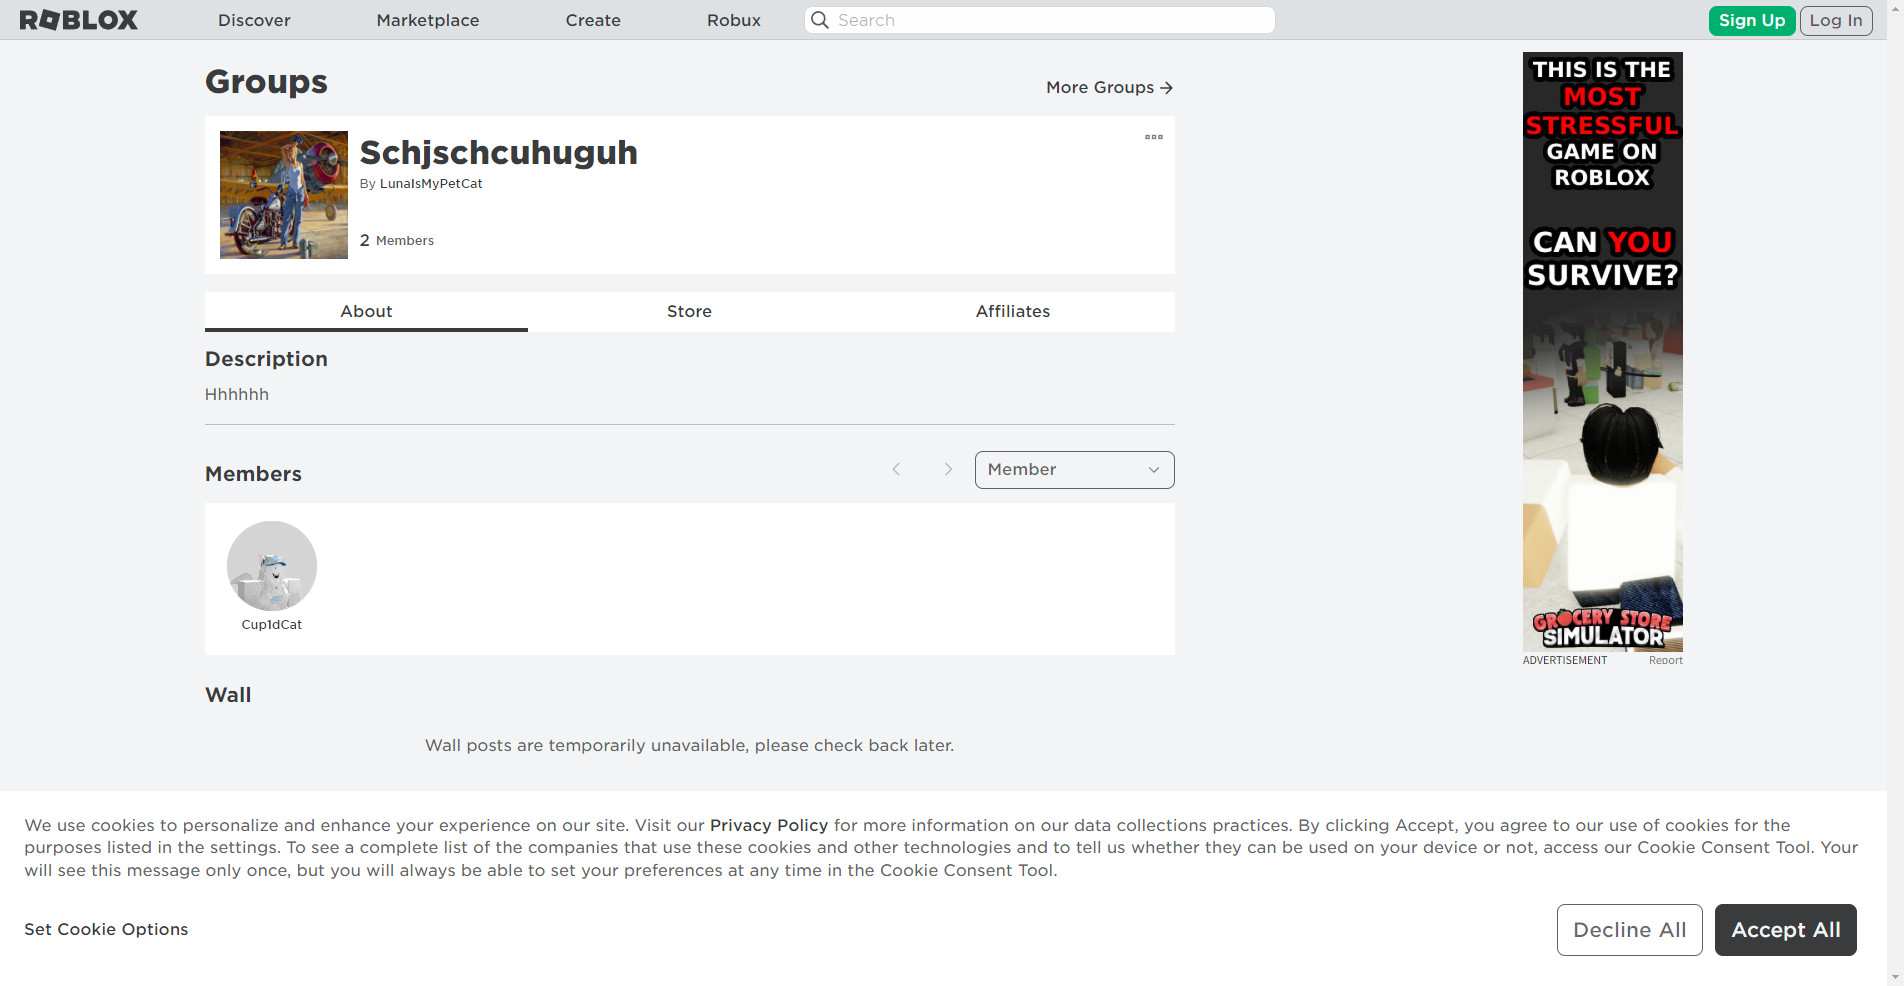 ROBLOX
Discover
Marketplace
Create
Robux
Search
Sign Up
Log In
Groups
More Groups
Schjschcuhuguh
By LunaIsMyPetCat
2 Members
About
Store
Affiliates
Description
Hhhhhh
Members
Member
Cup1dCat
Wall
Wall posts are temporarily unavailable, please check back later.
THIS IS THE
MOST
STRESSFUL
GAME ON
ROBLOX
CAN YOU
SURVIVE?
GROCERY STORE
SIMULATOR
ADVERTISEMENT
Report
We use cookies to personalize and enhance your experience on our site. Visit our Privacy Policy for more information on our data collections practices. By clicking Accept, you agree to our use of cookies for the
purposes listed in the settings. To see a complete list of the companies that use these cookies and other technologies and to tell us whether they can be used on your device or not, access our Cookie Consent Tool. Your
will see this message only once, but you will always be able to set your preferences at any time in the Cookie Consent Tool.
Set Cookie Options
Decline All
Accept All